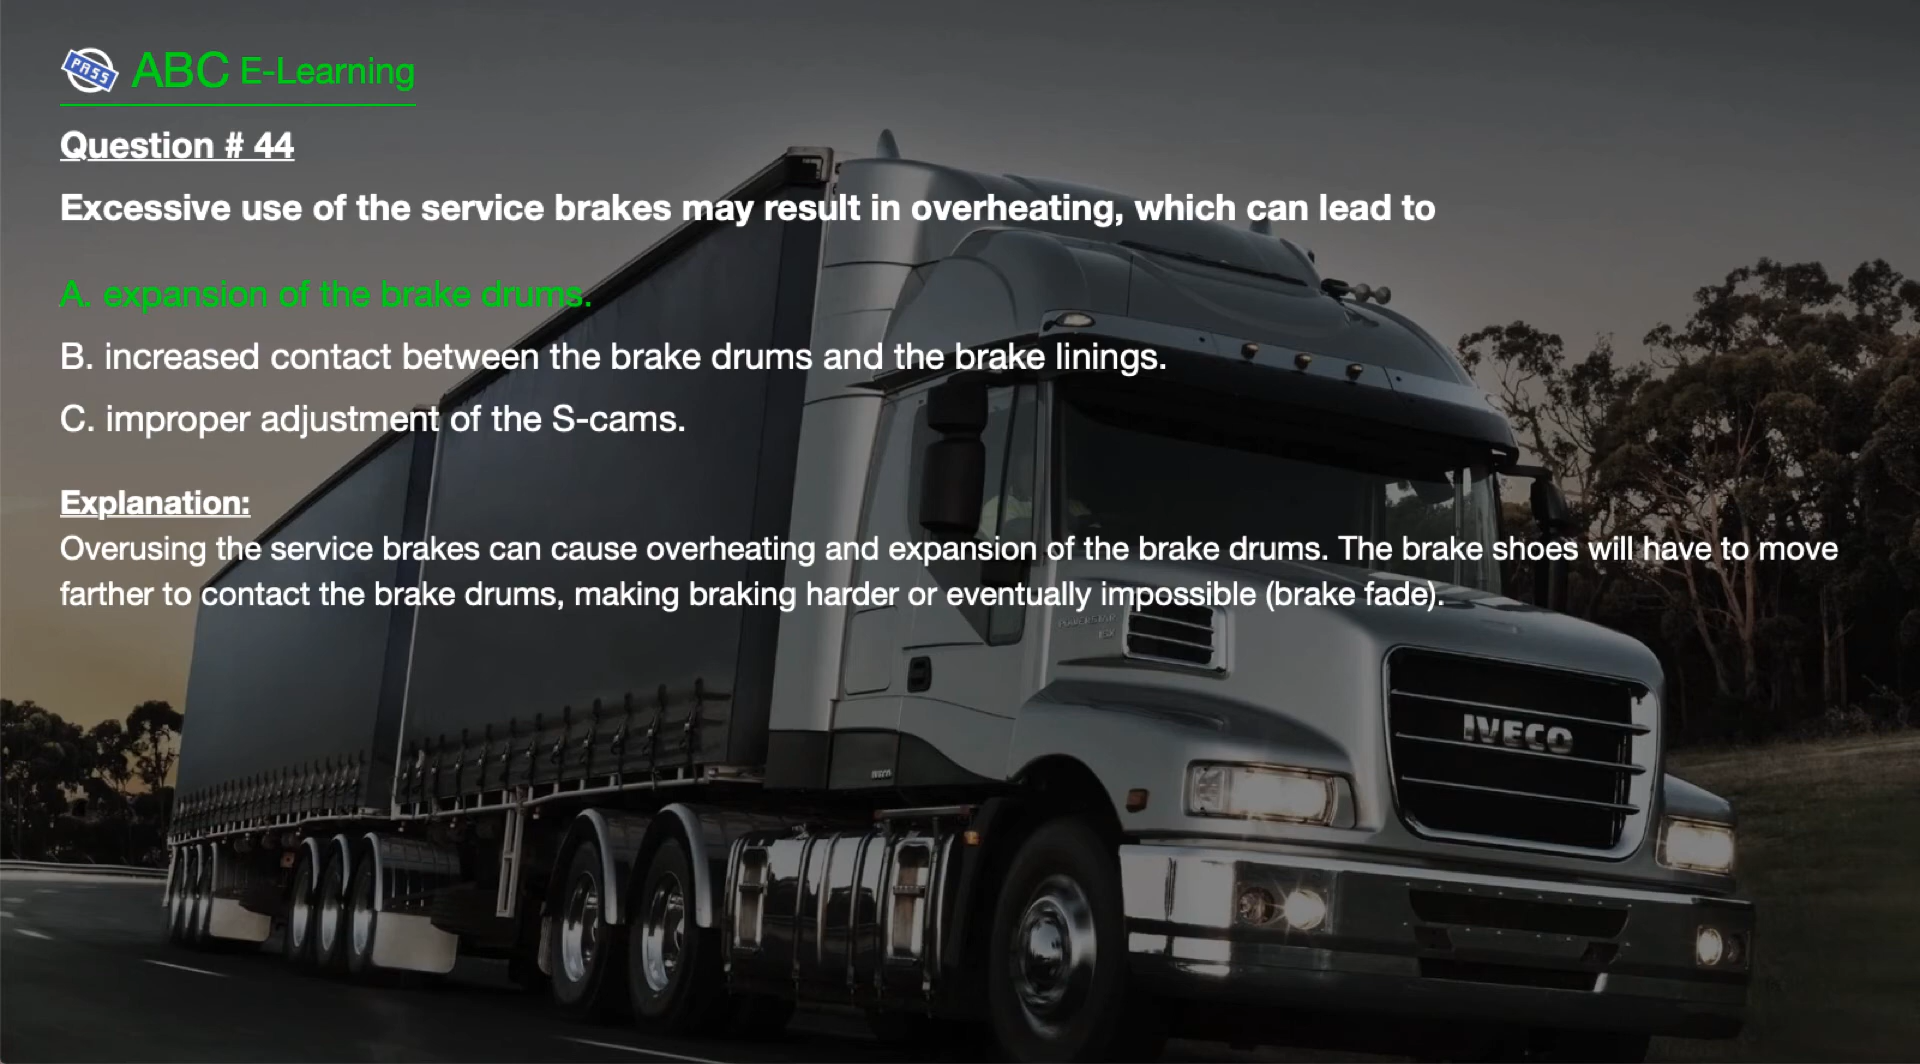 PASS ABC E-Learning
Question # 44
Excessive use of the service brakes may result in overheating, which can lead to
A. expansion of the brake drums.
B. increased contact between the brake drums and the brake linings.
C. improper adjustment of the S-cams.
Explanation:
Overusing the service brakes can cause overheating and expansion of the brake drums. The brake shoes will have to move
farther to contact the brake drums, making braking harder or eventually impossible (brake fade).
POWERSTAR
IVECO
IVECO